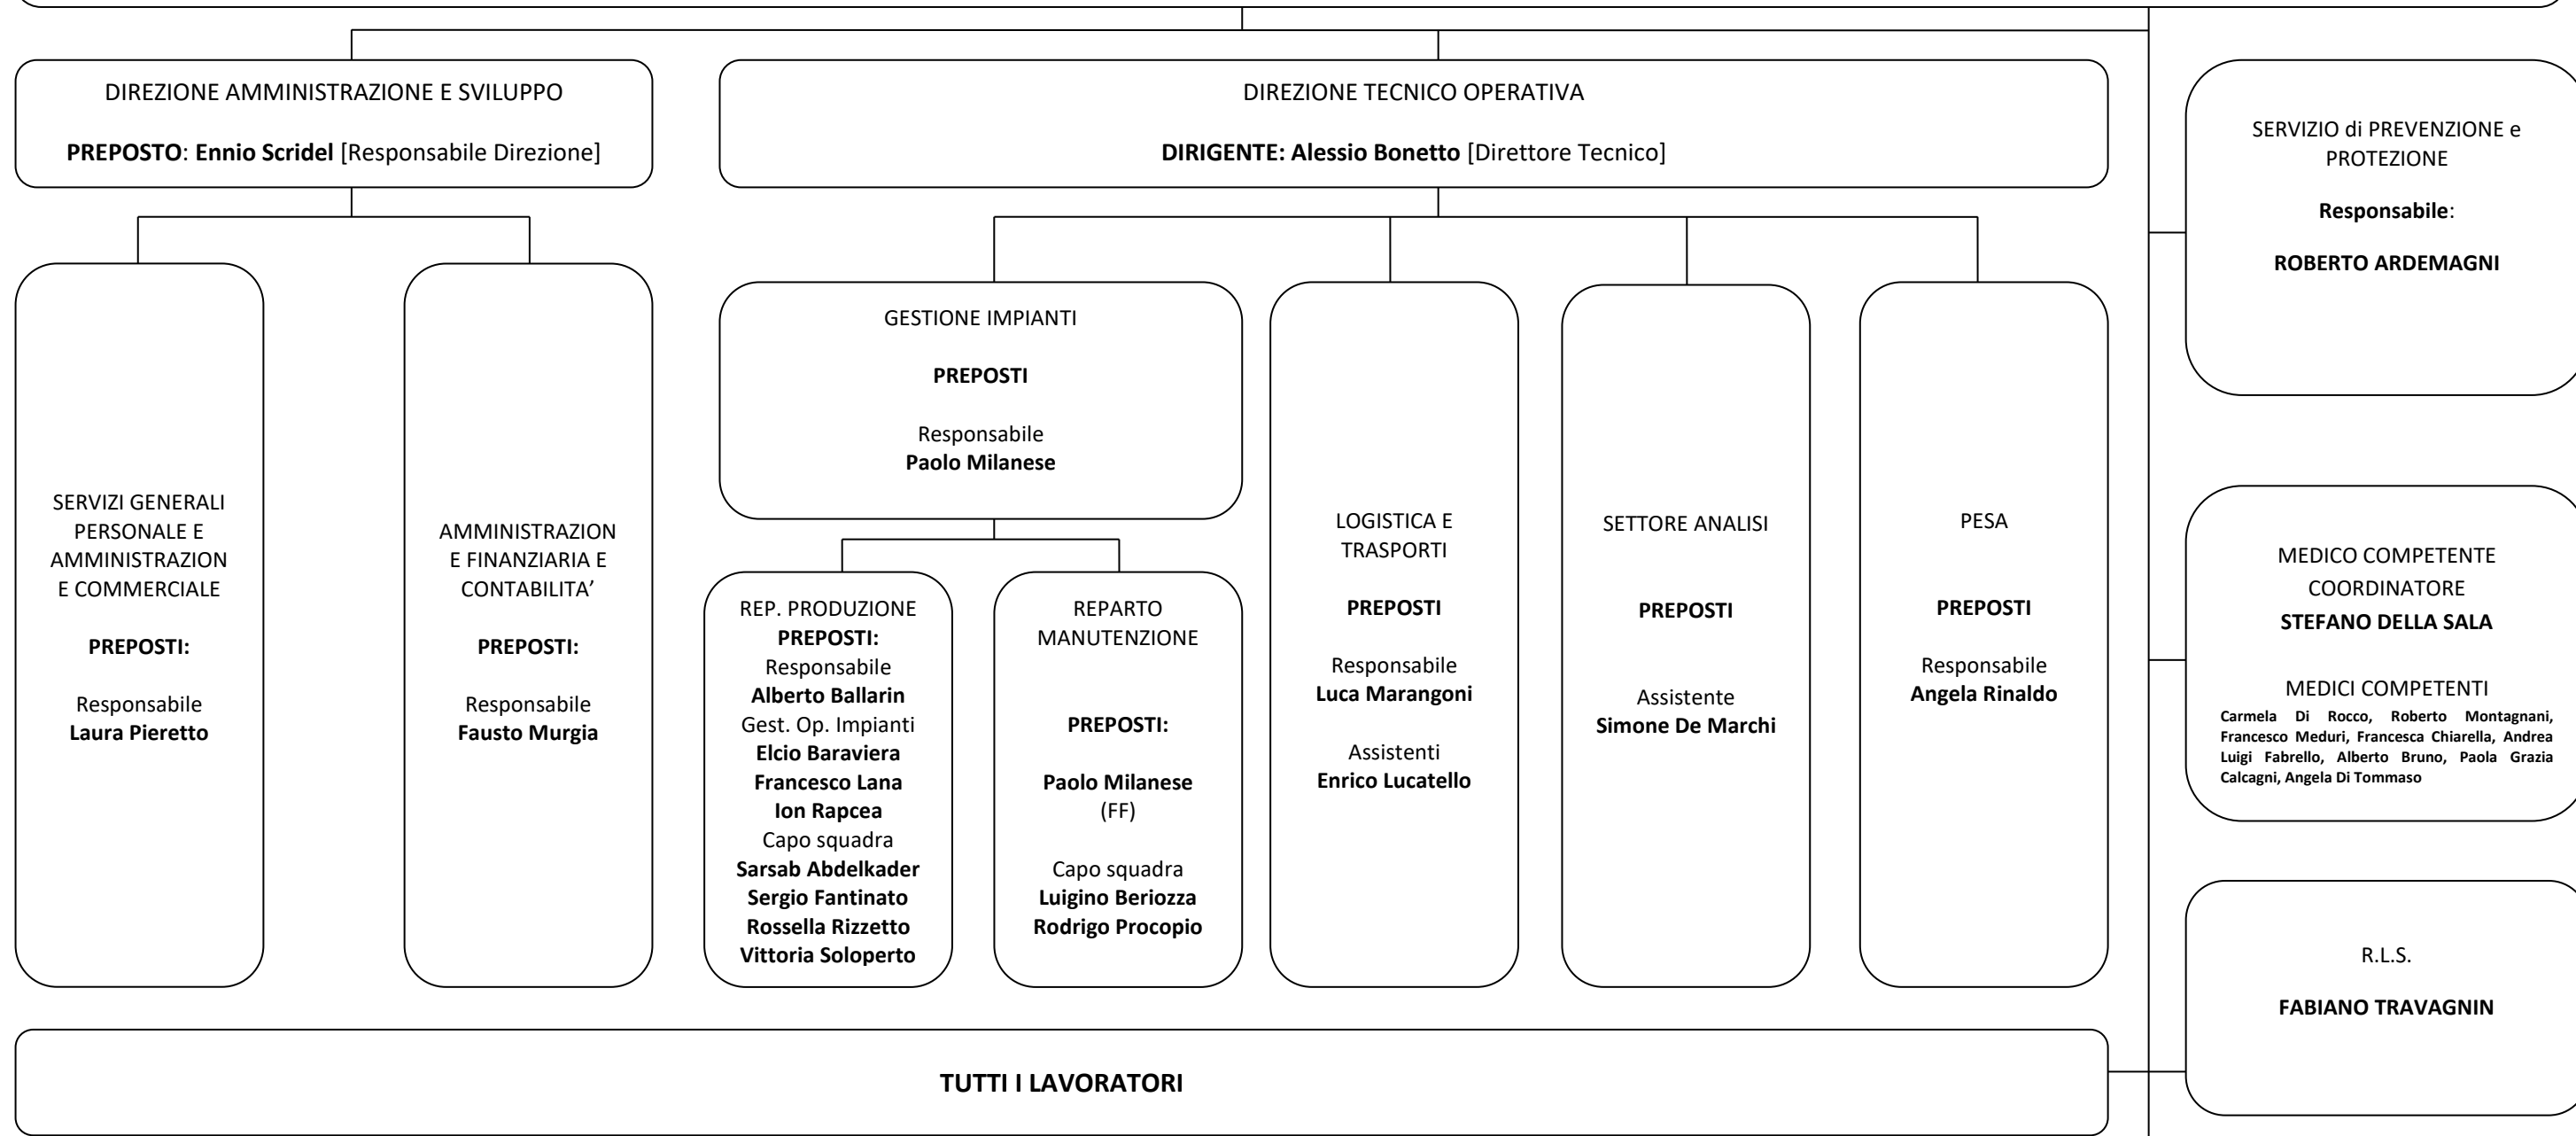 DIREZIONE AMMINISTRAZIONE E SVILUPPO
PREPOSTO: Ennio Scridel [Responsabile Direzione]
DIREZIONE TECNICO OPERATIVA
DIRIGENTE: Alessio Bonetto [Direttore Tecnico]
SERVIZIO di PREVENZIONE e
PROTEZIONE
Responsabile:
ROBERTO ARDEMAGNI
SERVIZI GENERALI
PERSONALE E
AMMINISTRAZION
E COMMERCIALE
PREPOSTI:
Responsabile
Laura Pieretto
AMMINISTRAZION
E FINANZIARIA E
CONTABILITA’
PREPOSTI:
Responsabile
Fausto Murgia
GESTIONE IMPIANTI
PREPOSTI
Responsabile
Paolo Milanese
REP. PRODUZIONE
PREPOSTI:
Responsabile
Alberto Ballarin
Gest. Op. Impianti
Elcio Baraviera
Francesco Lana
Ion Rapcea
Capo squadra
Sarsab Abdelkader
Sergio Fantinato
Rossella Rizzetto
Vittoria Soloperto
REPARTO
MANUTENZIONE
PREPOSTI:
Paolo Milanese
(FF)
Capo squadra
Luigino Beriozza
Rodrigo Procopio
LOGISTICA E
TRASPORTI
PREPOSTI
Responsabile
Luca Marangoni
Assistenti
Enrico Lucatello
SETTORE ANALISI
PREPOSTI
Assistente
Simone De Marchi
PESA
PREPOSTI
Responsabile
Angela Rinaldo
MEDICO COMPETENTE
COORDINATORE
STEFANO DELLA SALA
MEDICI COMPETENTI
Carmela Di Rocco, Roberto Montagnani,
Francesco Meduri, Francesca Chiarella, Andrea
Luigi Fabrello, Alberto Bruno, Paola Grazia
Calcagni, Angela Di Tommaso
R.L.S.
FABIANO TRAVAGNIN
TUTTI I LAVORATORI